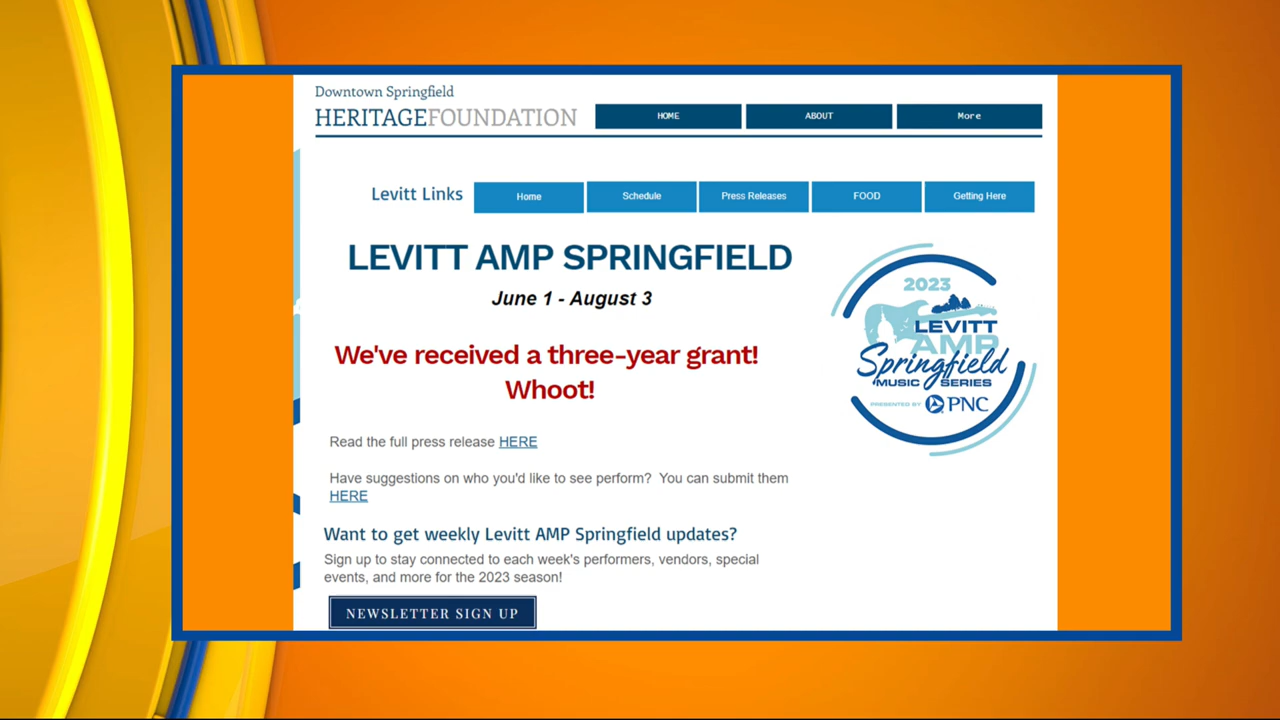 Downtown Springfield
HERITAGEFOUNDATION
HOME
ABOUT
More
Levitt Links
Home
Schedule
Press Releases
FOOD
Getting Here
LEVITT AMP SPRINGFIELD
June 1 - August 3
2023
LEVITT
AMP
Springfield
MUSIC SERIES
PRESENTED BY PNC
We've received a three-year grant!
Whoot!
Read the full press release HERE
Have suggestions on who you'd like to see perform? You can submit them
HERE
Want to get weekly Levitt AMP Springfield updates?
Sign up to stay connected to each week's performers, vendors, special
events, and more for the 2023 season!
NEWSLETTER SIGN UP